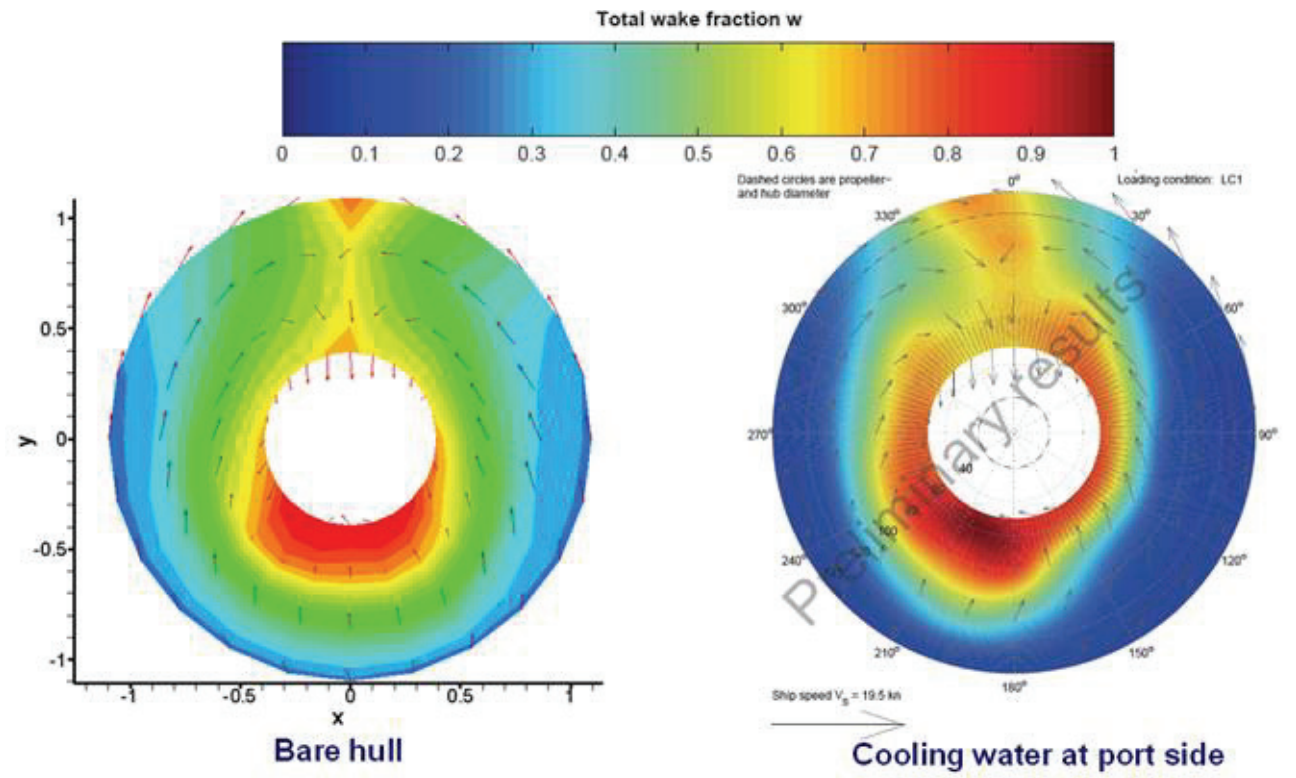 Total wake fraction w
0 0.1 0.2 0.3 0.4 0.5 0.6 0.7 0.8 0.9 1
Dashed circles are propeller-
and hub diameter
Loading condition: LC1
1
0.5
0
-0.5
-1
y
-1 -0.5 0 0.5 1
x
Bare hull
0°
330° 30°
300° 60°
270° 90°
240° 120°
210° 150°
180°
40
100
Preliminary results
Ship speed V_S = 19.5 kn
Cooling water at port side